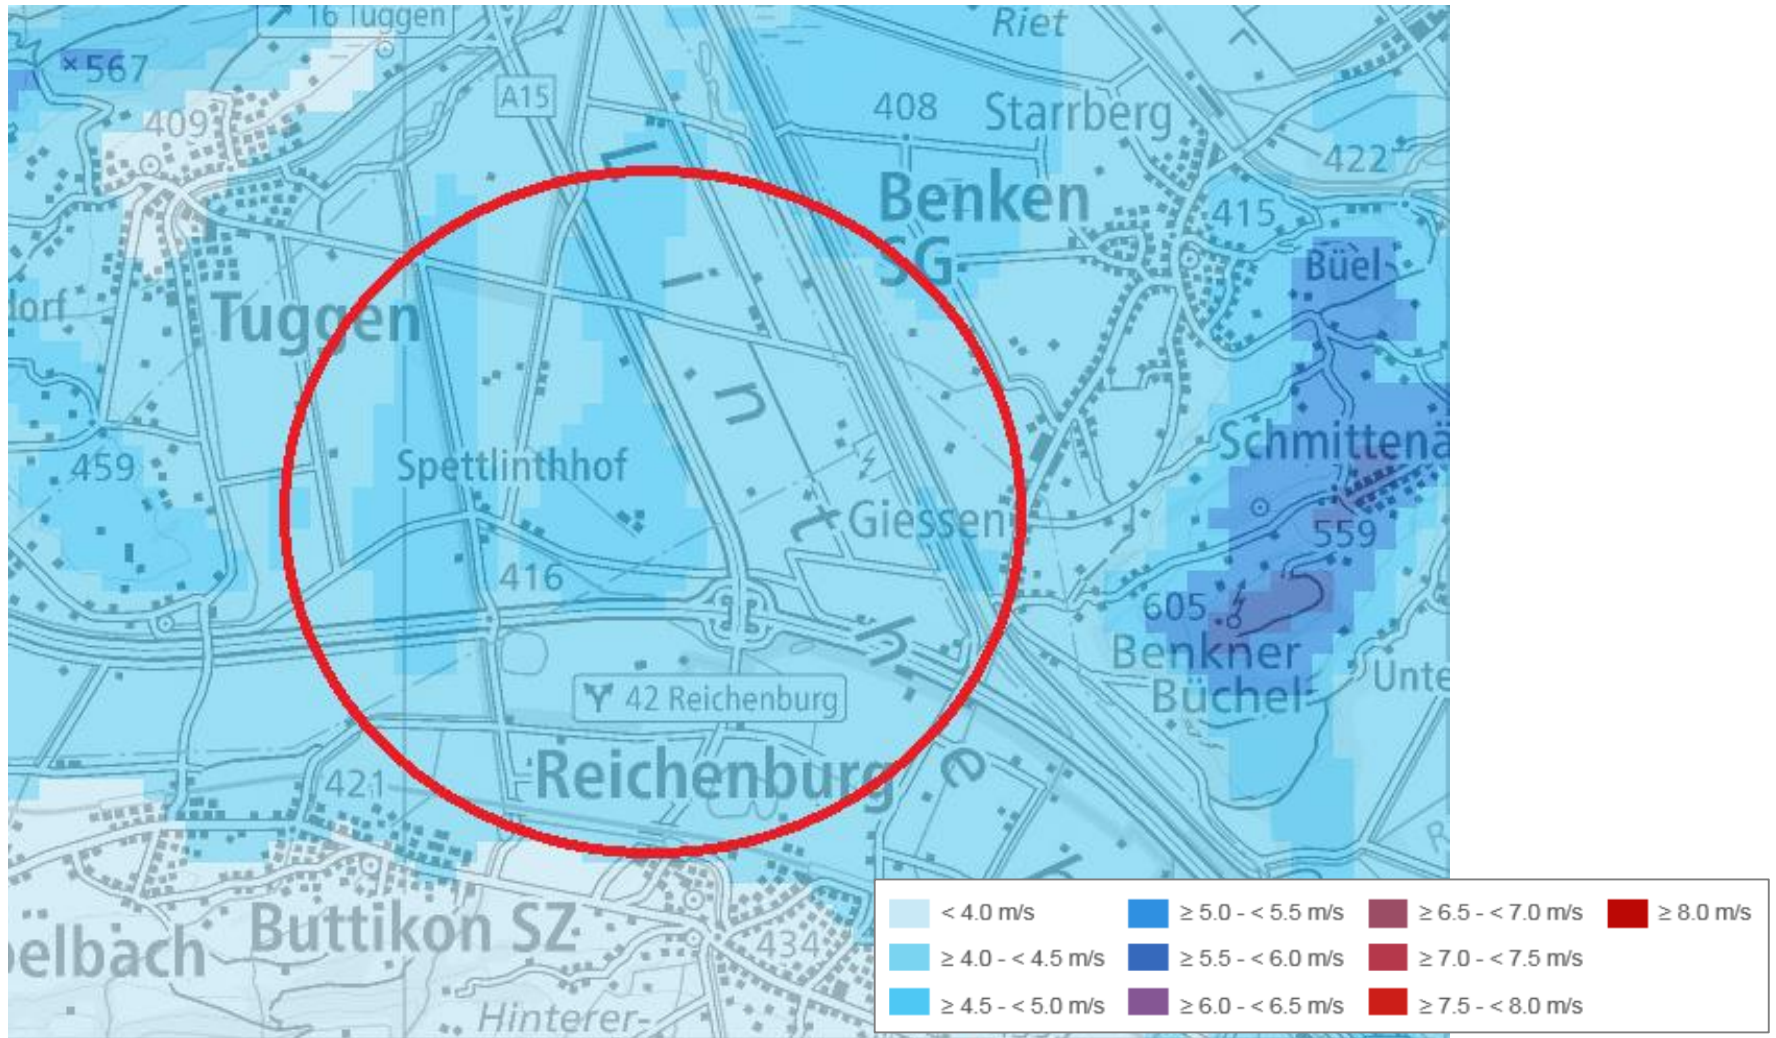 16 Tuggen
Riet
567
A15
409
408
Starrberg
422
Benken
SG
415
Büel
dorf
Tuggen
L
i
n
t
h
e
Schmittenä
459
Spettlinthhof
Giessen
559
416
605
Benkner
Büchel
Unte
42 Reichenburg
Reichenburg
421
Buttikon SZ
elbach
434
Hinterer-
< 4.0 m/s
≥ 4.0 - < 4.5 m/s
≥ 4.5 - < 5.0 m/s
≥ 5.0 - < 5.5 m/s
≥ 5.5 - < 6.0 m/s
≥ 6.0 - < 6.5 m/s
≥ 6.5 - < 7.0 m/s
≥ 7.0 - < 7.5 m/s
≥ 7.5 - < 8.0 m/s
≥ 8.0 m/s